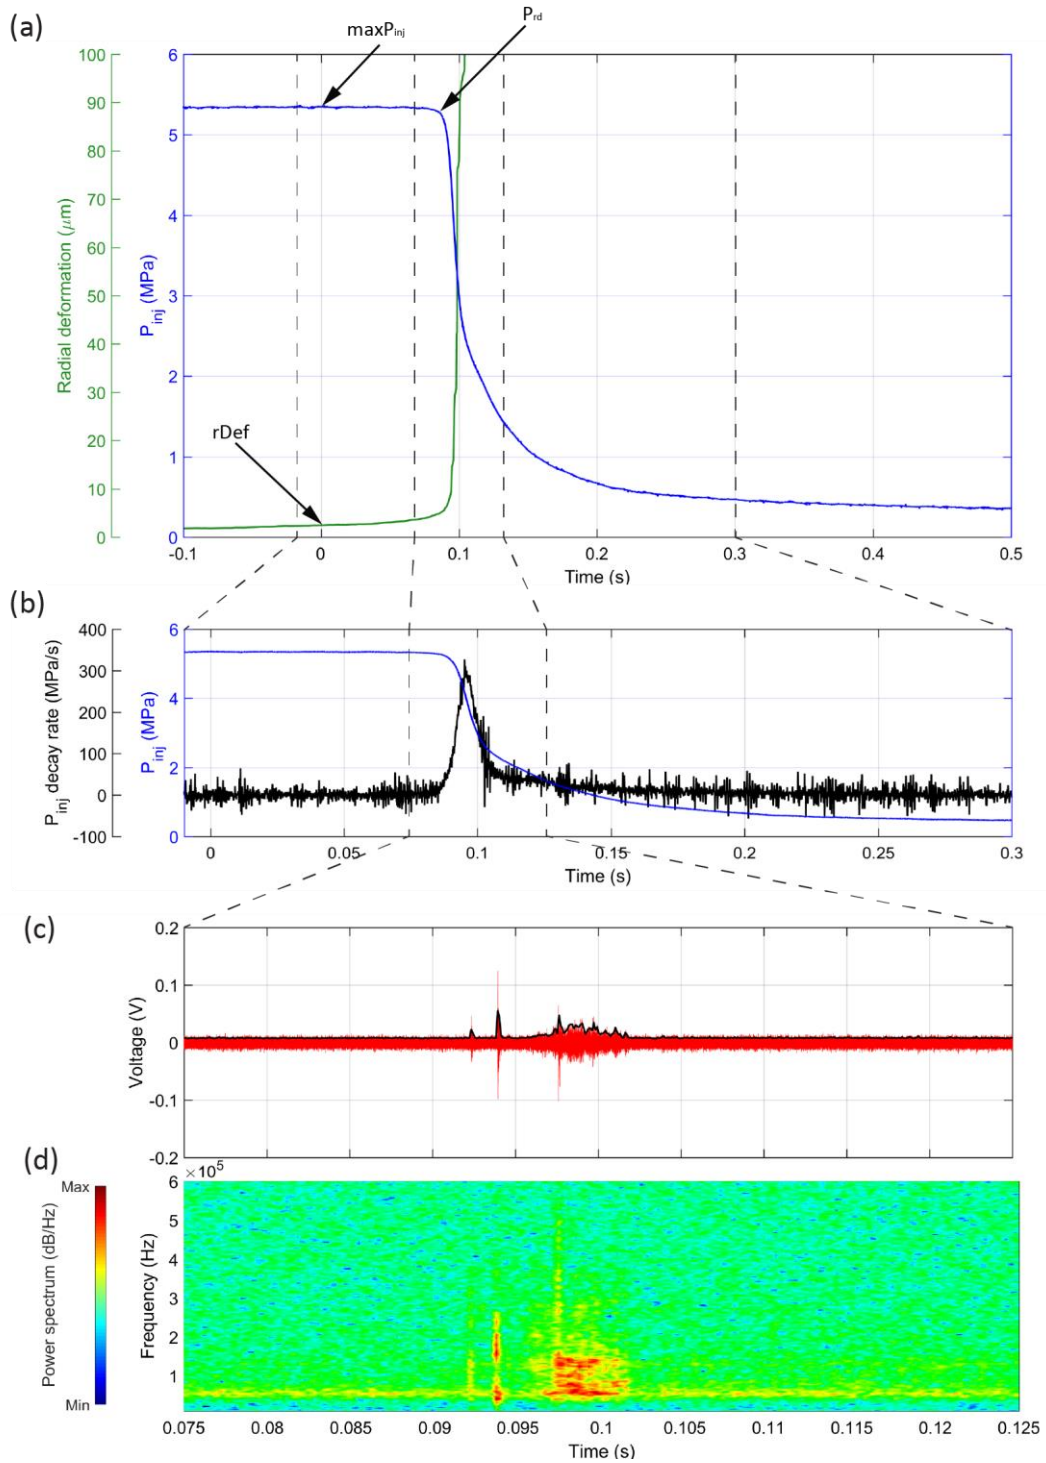 (a)
maxPinj
Prd
rDef
Radial deformation (μm)
100
90
80
70
60
50
40
30
20
10
0
Pinj (MPa)
6
5
4
3
2
1
0
-0.1 0 0.1 0.2 0.3 0.4 0.5
Time (s)
(b)
Pinj decay rate (MPa/s)
400
300
200
100
0
-100
Pinj (MPa)
6
4
2
0
0 0.05 0.1 0.15 0.2 0.25 0.3
Time (s)
(c)
Voltage (V)
0.2
0.1
0
-0.1
-0.2
(d)
Power spectrum (dB/Hz)
Max
Min
×10⁵
Frequency (Hz)
6
5
4
3
2
1
0.075 0.08 0.085 0.09 0.095 0.1 0.105 0.11 0.115 0.12 0.125
Time (s)